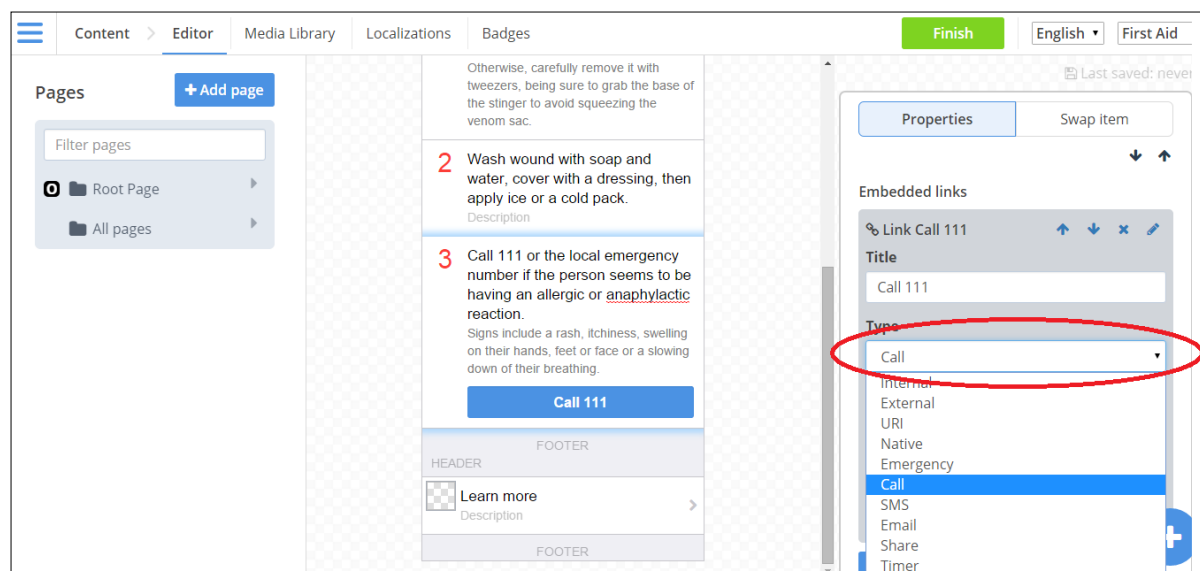 Content
Editor
Media Library
Localizations
Badges
Finish
English
First Aid
Last saved: never
Pages
+ Add page
Filter pages
Root Page
All pages
Otherwise, carefully remove it with
tweezers, being sure to grab the base of
the stinger to avoid squeezing the
venom sac.
2
Wash wound with soap and
water, cover with a dressing, then
apply ice or a cold pack.
Description
3
Call 111 or the local emergency
number if the person seems to be
having an allergic or anaphylactic
reaction.
Signs include a rash, itchiness, swelling
on their hands, feet or face or a slowing
down of their breathing.
Call 111
FOOTER
HEADER
Learn more
Description
FOOTER
Properties
Swap item
Embedded links
Link Call 111
Title
Call 111
Type
Call
Internal
External
URI
Native
Emergency
Call
SMS
Email
Share
Timer